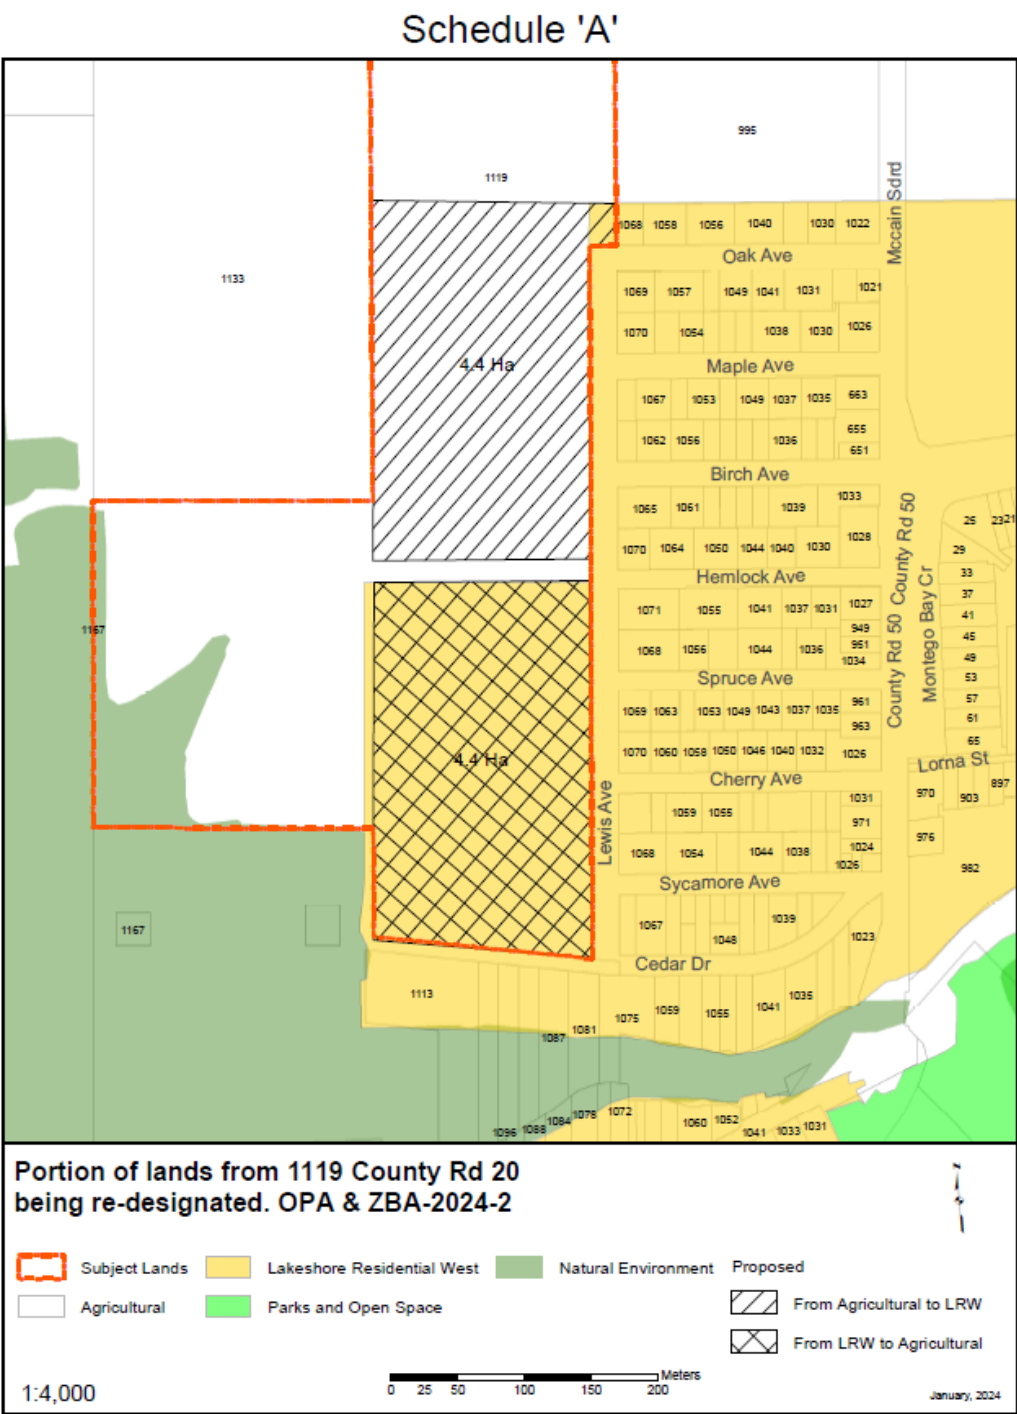 Schedule 'A'
995
1119
1133
Mccain Sdrd
1068 1058 1056 1040 1030 1022
Oak Ave
1069 1057 1049 1041 1031 1021
1070 1054 1038 1030 1026
4.4 Ha
Maple Ave
1067 1053 1049 1037 1035 663
655
1062 1056 1036 651
Birch Ave
1065 1061 1039 1033
1028
1070 1064 1050 1044 1040 1030
Hemlock Ave
County Rd 50 County Rd 50
Montego Bay Cr
25 23 21
29
33
37
41
45
49
53
57
61
65
1071 1055 1041 1037 1031 1027
949
951
1068 1056 1044 1036 1034
Spruce Ave
1167
1069 1063 1053 1049 1043 1037 1035 961
963
1070 1060 1058 1050 1046 1040 1032 1026
4.4 Ha
Cherry Ave
Lorna St
970 903 897
976
982
Lewis Ave
1059 1055 1031
971
1068 1054 1044 1038 1024
1026
Sycamore Ave
1167
1067 1048 1039 1023
Cedar Dr
1113
1087 1081 1075 1059 1055 1041 1035
1096 1088 1084 1078 1072 1060 1052 1041 1033 1031
Portion of lands from 1119 County Rd 20
being re-designated. OPA & ZBA-2024-2
Subject Lands Lakeshore Residential West Natural Environment Proposed
Agricultural Parks and Open Space From Agricultural to LRW
From LRW to Agricultural
1:4,000
Meters
0 25 50 100 150 200
January, 2024